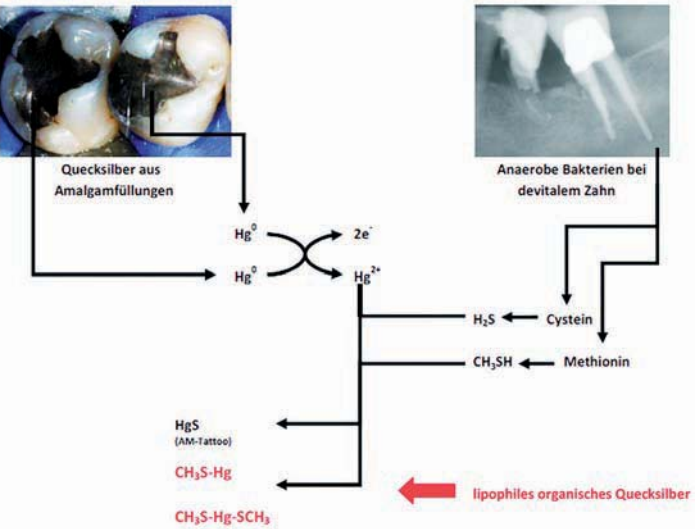 Quecksilber aus
Amalgamfüllungen
Anaerobe Bakterien bei
devitalem Zahn
Hg⁰
2e⁻
Hg⁰
Hg²⁺
H₂S
Cystein
CH₃SH
Methionin
HgS
(AM-Tattoo)
CH₃S-Hg
lipophiles organisches Quecksilber
CH₃S-Hg-SCH₃